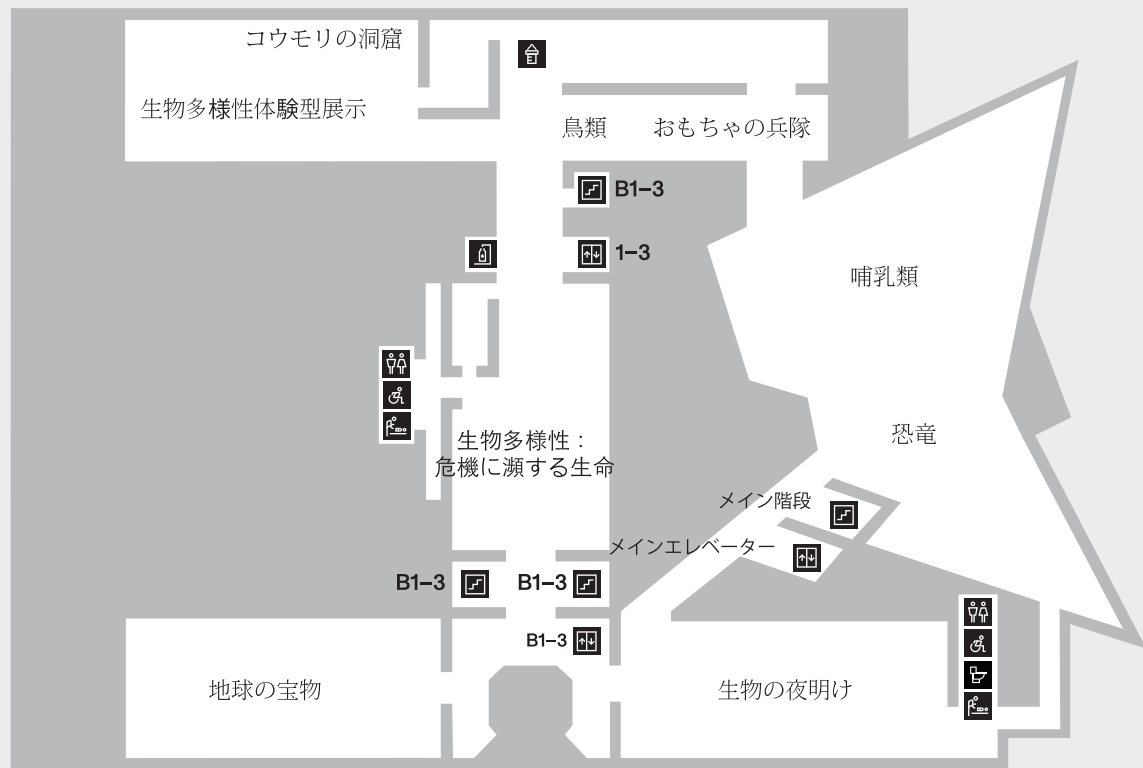 コウモリの洞窟
生物多様性体験型展示
鳥類
おもちゃの兵隊
B1–3
1–3
哺乳類
恐竜
生物多様性：
危機に瀕する生命
メイン階段
メインエレベーター
B1–3
B1–3
B1–3
地球の宝物
生物の夜明け